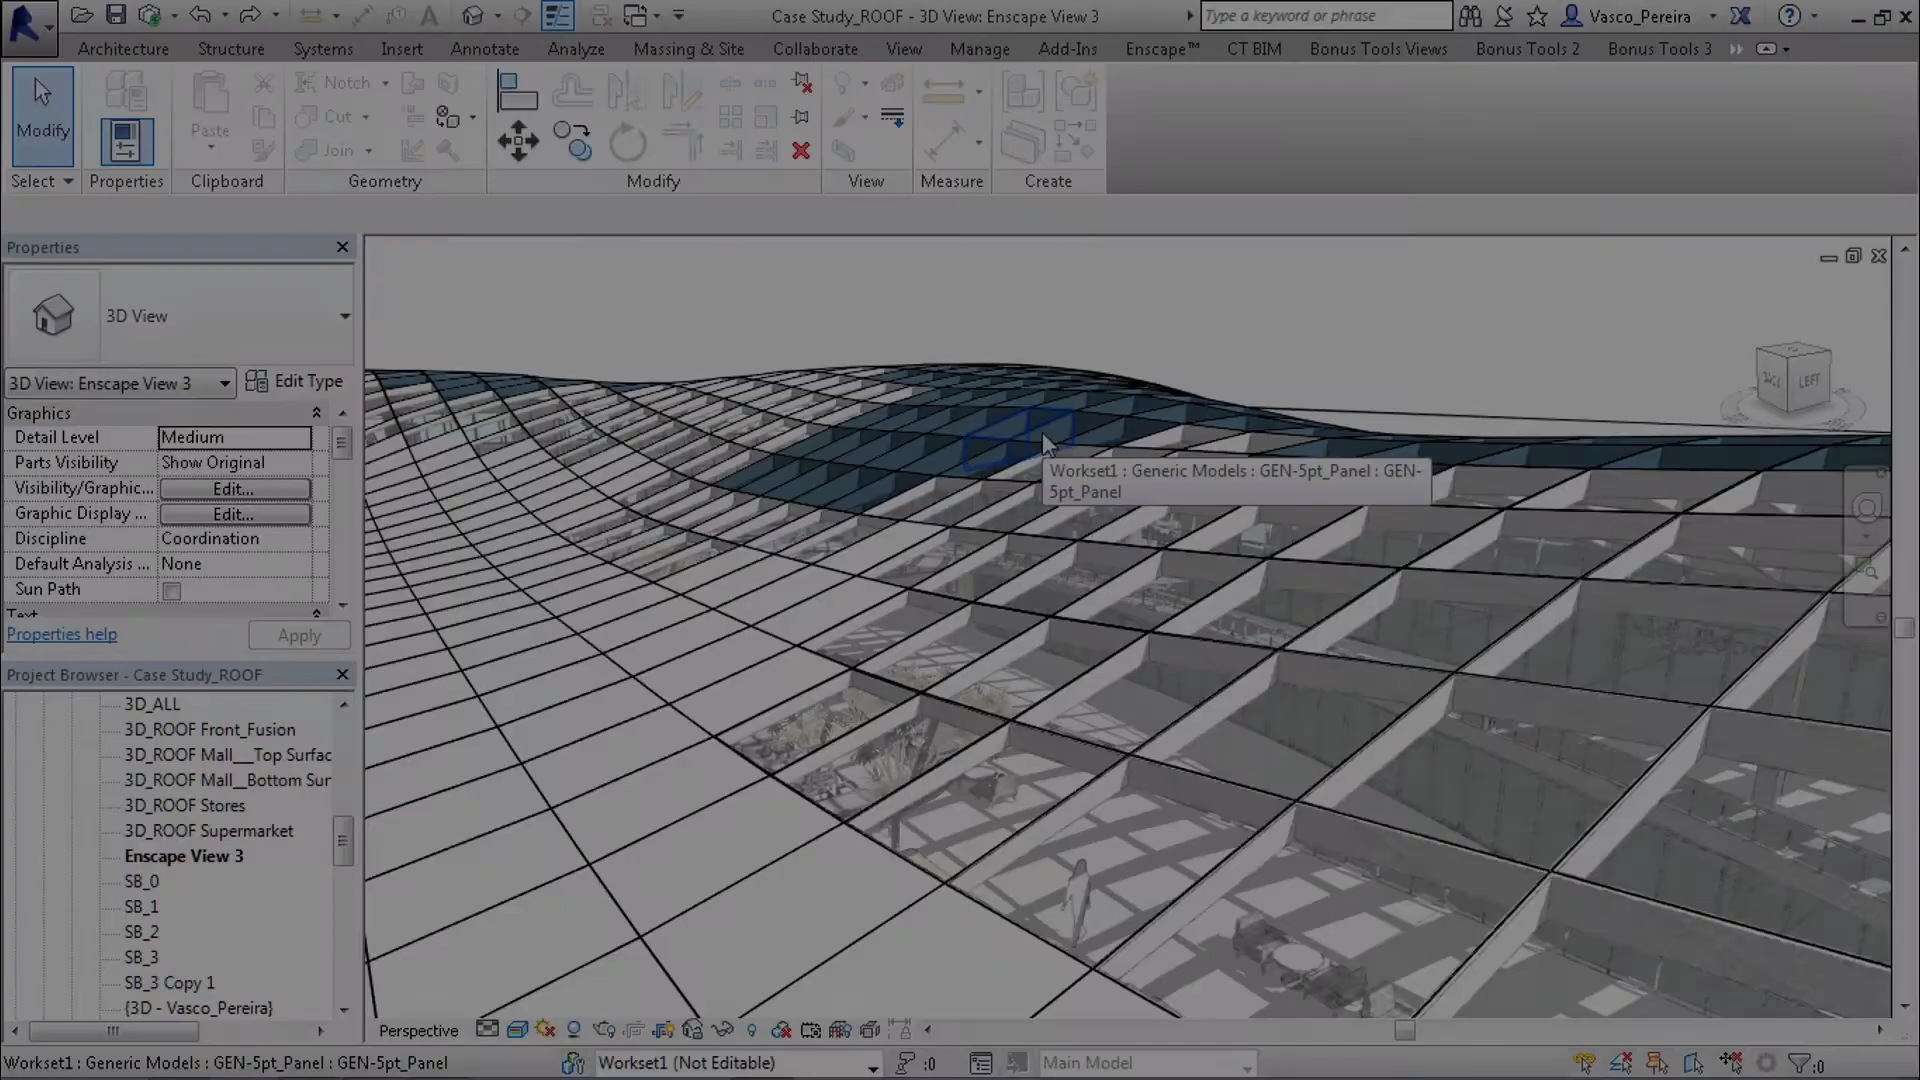 Case Study_ROOF - 3D View: Enscape View 3
Type a keyword or phrase
Vasco_Pereira
Architecture Structure Systems Insert Annotate Analyze Massing & Site Collaborate View Manage Add-Ins Enscape™ CT BIM Bonus Tools Views Bonus Tools 2 Bonus Tools 3
Modify
Paste
Notch
Cut
Join
Select Properties Clipboard Geometry Modify View Measure Create
Properties
3D View
3D View: Enscape View 3
Edit Type
Graphics
Detail Level Medium
Parts Visibility Show Original
Visibility/Graphic... Edit...
Graphic Display ... Edit...
Discipline Coordination
Default Analysis ... None
Sun Path
Text
Properties help Apply
Project Browser - Case Study_ROOF
3D_ALL
3D_ROOF Front_Fusion
3D_ROOF Mall__Top Surfac
3D_ROOF Mall__Bottom Sur
3D_ROOF Stores
3D_ROOF Supermarket
Enscape View 3
SB_0
SB_1
SB_2
SB_3
SB_3 Copy 1
{3D - Vasco_Pereira}
LEFT
Workset1 : Generic Models : GEN-5pt_Panel : GEN-
5pt_Panel
Perspective
Workset1 : Generic Models : GEN-5pt_Panel : GEN-5pt_Panel
Workset1 (Not Editable)
:0
Main Model
:0